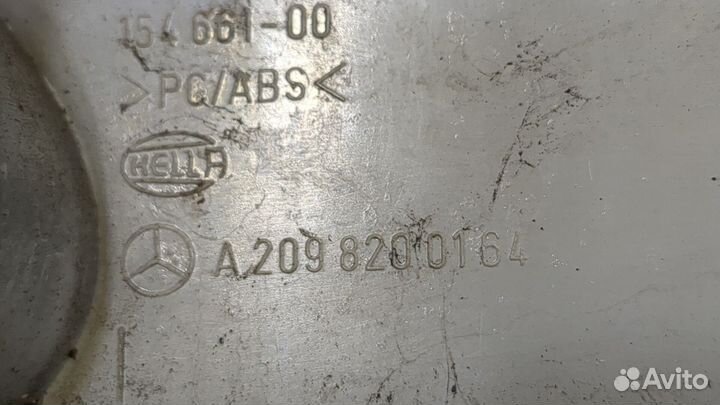 154 661-00
>PC/ABS<
HELLA
A 209 820 01 64
Avito